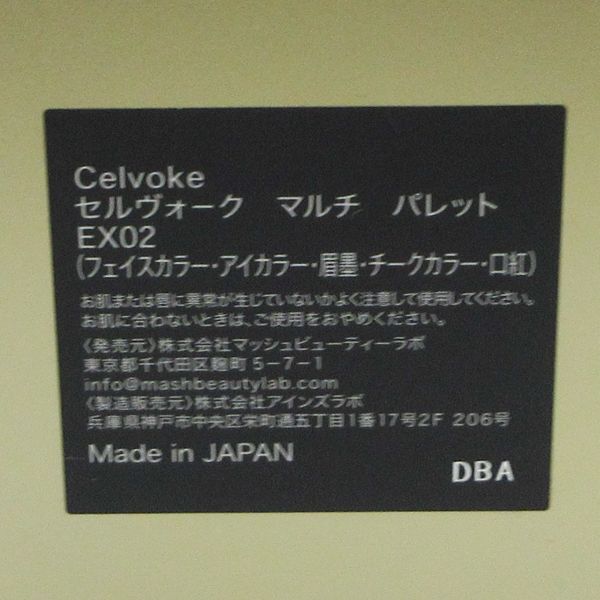 Celvoke
セルヴォーク　マルチ　パレット
EX02
(フェイスカラー・アイカラー・眉墨・チークカラー・口紅)
お肌または唇に異常が生じていないかよく注意して使用してください。
お肌に合わないときは、ご使用をおやめください。
〈発売元〉株式会社マッシュビューティーラボ
東京都千代田区麹町 5-7-1
info@mashbeautylab.com
〈製造販売元〉株式会社アインズラボ
兵庫県神戸市中央区栄町通五丁目1番17号2F 206号
Made in JAPAN
DBA